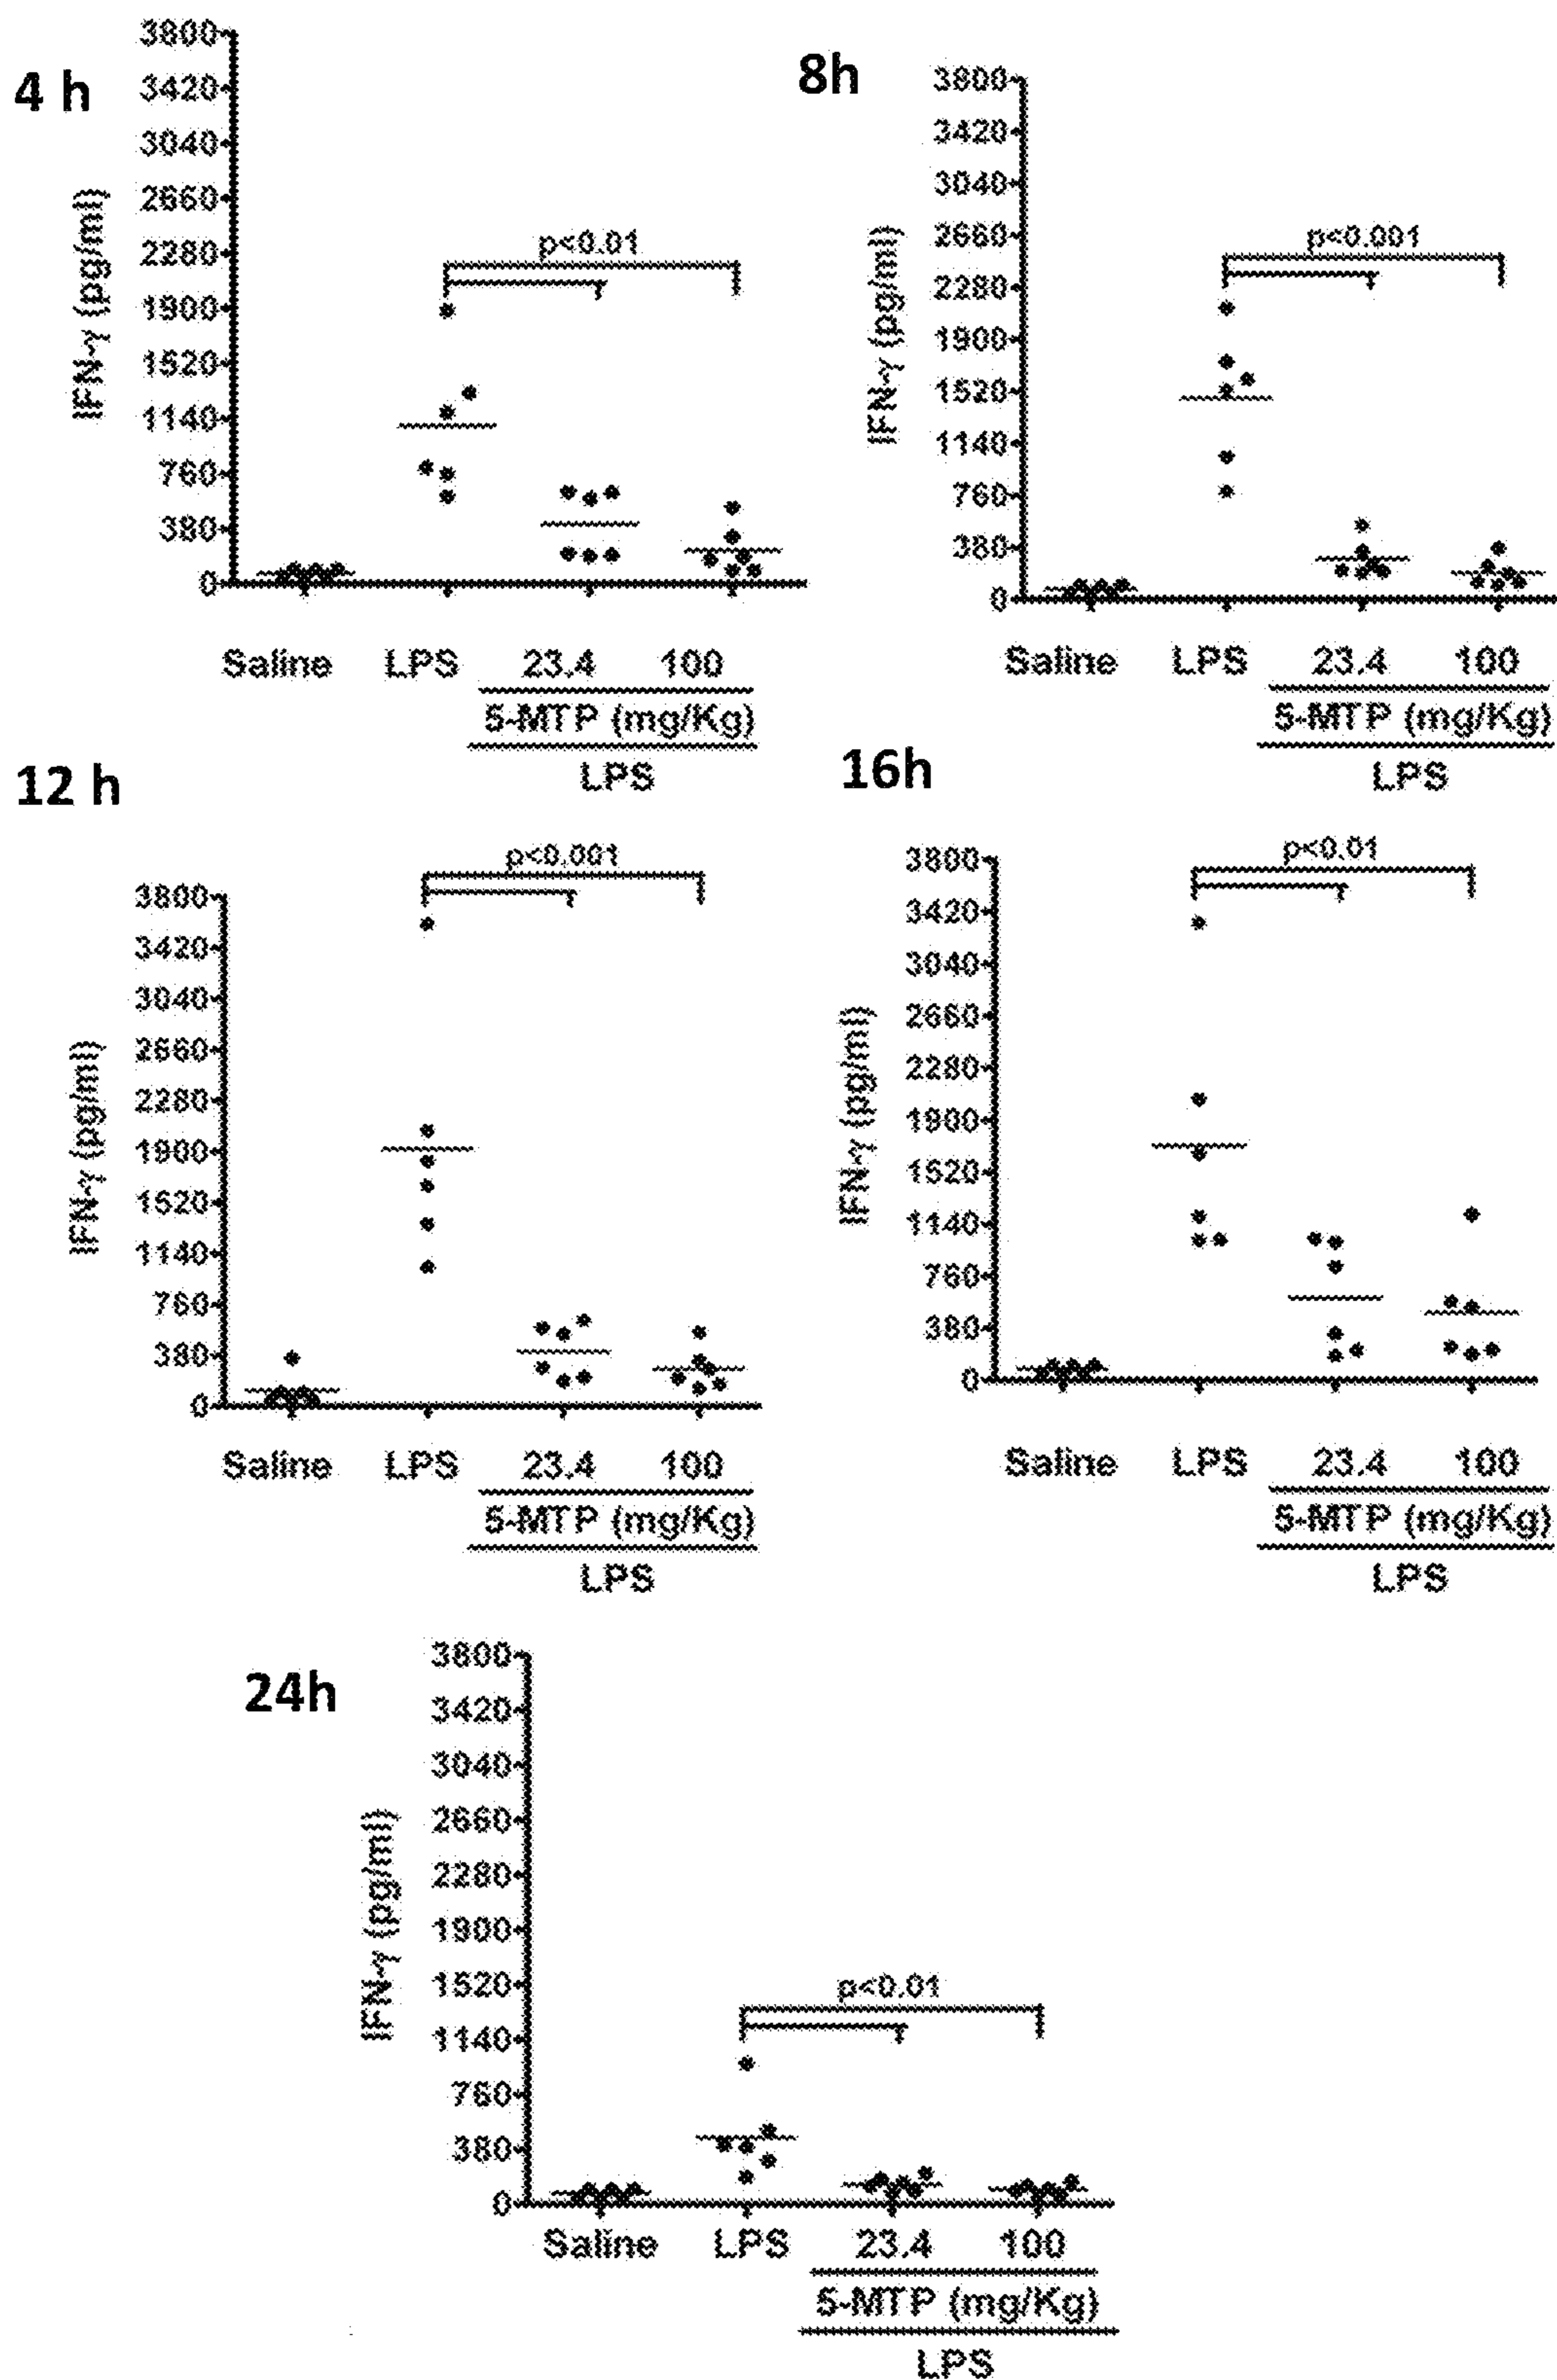 4 h
IFN-γ (pg/ml)
3800
3420
3040
2660
2280
1900
1520
1140
760
380
0
p<0.01
Saline LPS 23.4 100
5-MTP (mg/Kg)
LPS
8h
IFN-γ (pg/ml)
3800
3420
3040
2660
2280
1900
1520
1140
760
380
0
p<0.001
Saline LPS 23.4 100
5-MTP (mg/Kg)
LPS
12 h
IFN-γ (pg/ml)
3800
3420
3040
2660
2280
1900
1520
1140
760
380
0
p<0.001
Saline LPS 23.4 100
5-MTP (mg/Kg)
LPS
16h
IFN-γ (pg/ml)
3800
3420
3040
2660
2280
1900
1520
1140
760
380
0
p<0.01
Saline LPS 23.4 100
5-MTP (mg/Kg)
LPS
24h
IFN-γ (pg/ml)
3800
3420
3040
2660
2280
1900
1520
1140
760
380
0
p<0.01
Saline LPS 23.4 100
5-MTP (mg/Kg)
LPS